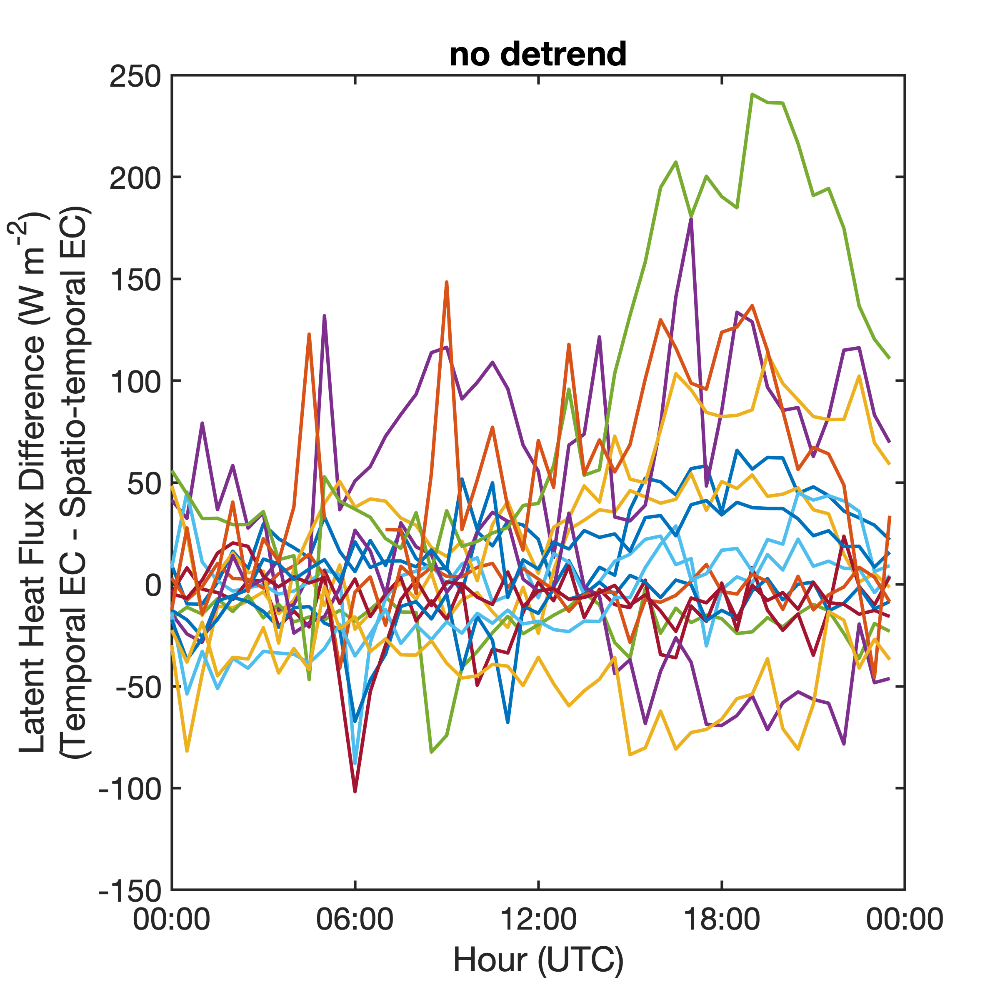 no detrend
Latent Heat Flux Difference (W m⁻²)
(Temporal EC - Spatio-temporal EC)
250
200
150
100
50
0
-50
-100
-150
00:00 06:00 12:00 18:00 00:00
Hour (UTC)